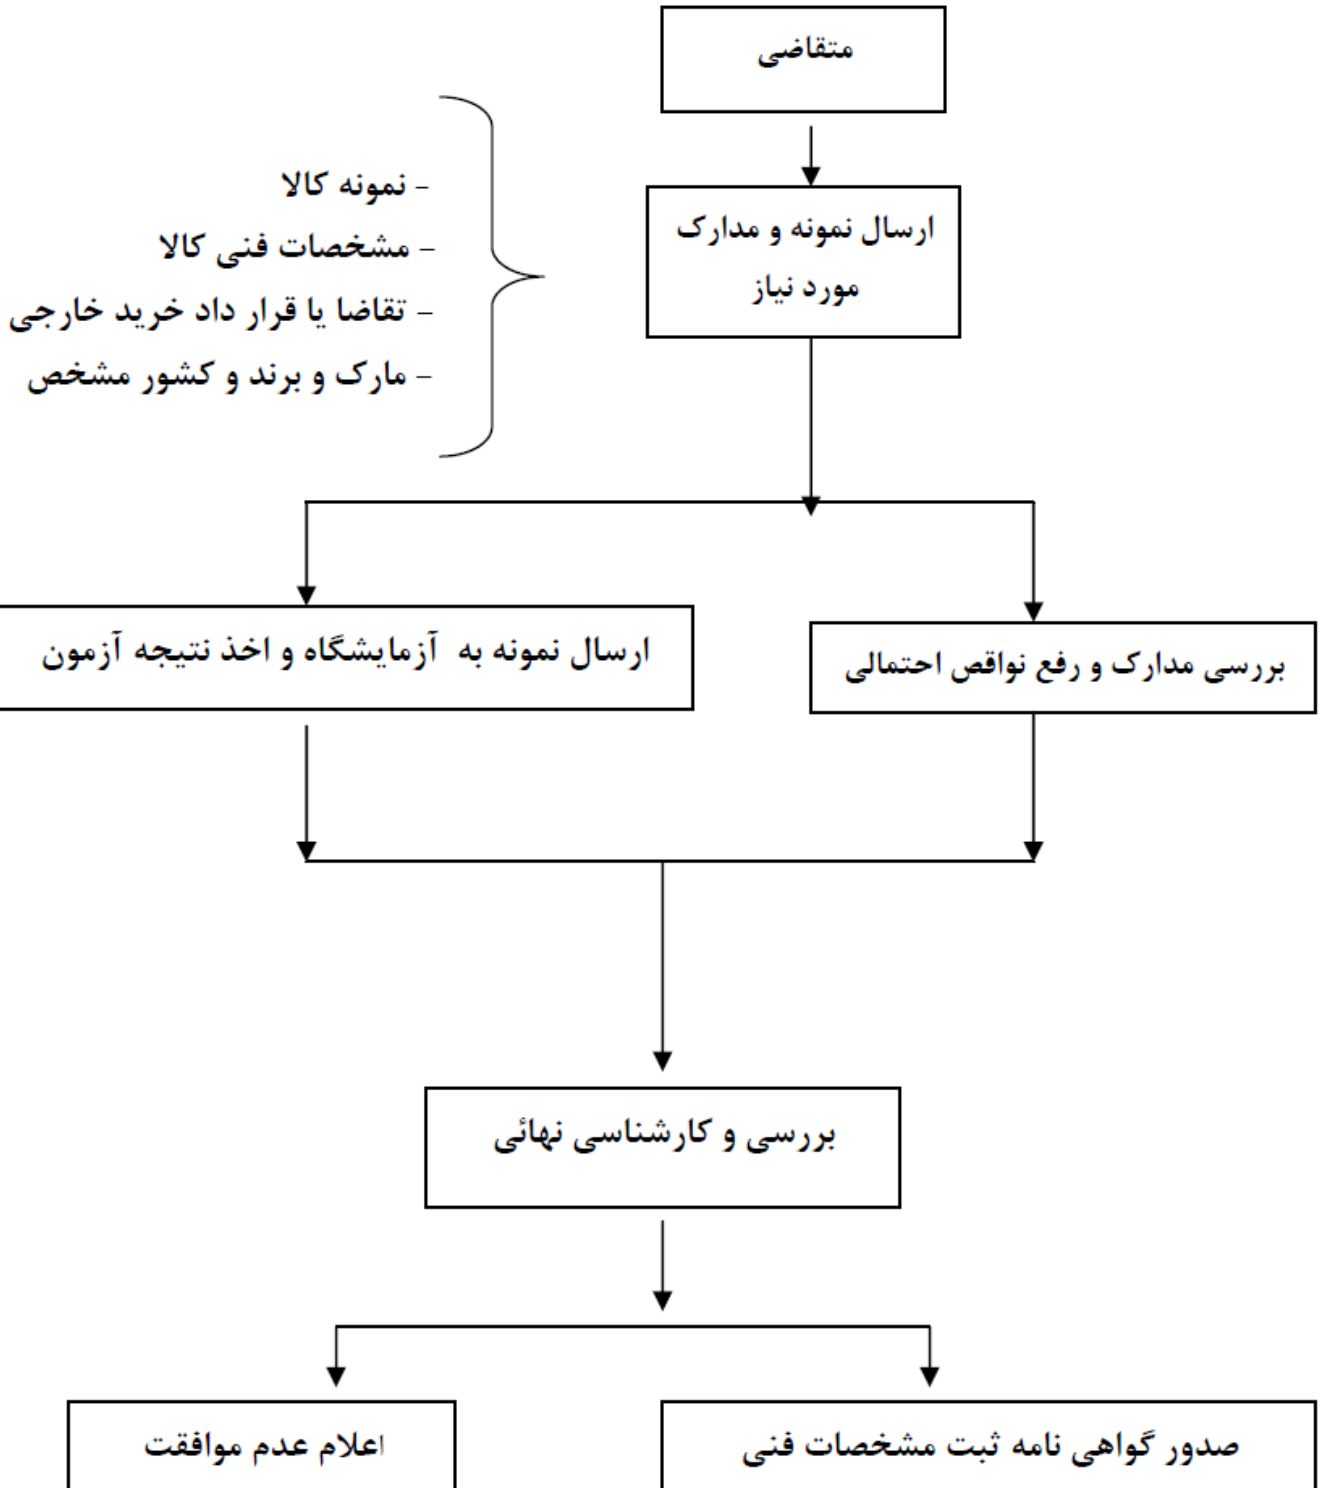 متقاضی
ارسال نمونه و مدارک
مورد نیاز
- نمونه کالا
- مشخصات فنی کالا
- تقاضا یا قرار داد خرید خارجی
- مارک و برند و کشور مشخص
بررسی مدارک و رفع نواقص احتمالی
ارسال نمونه به آزمایشگاه و اخذ نتیجه آزمون
بررسی و کارشناسی نهائی
صدور گواهی نامه ثبت مشخصات فنی
اعلام عدم موافقت